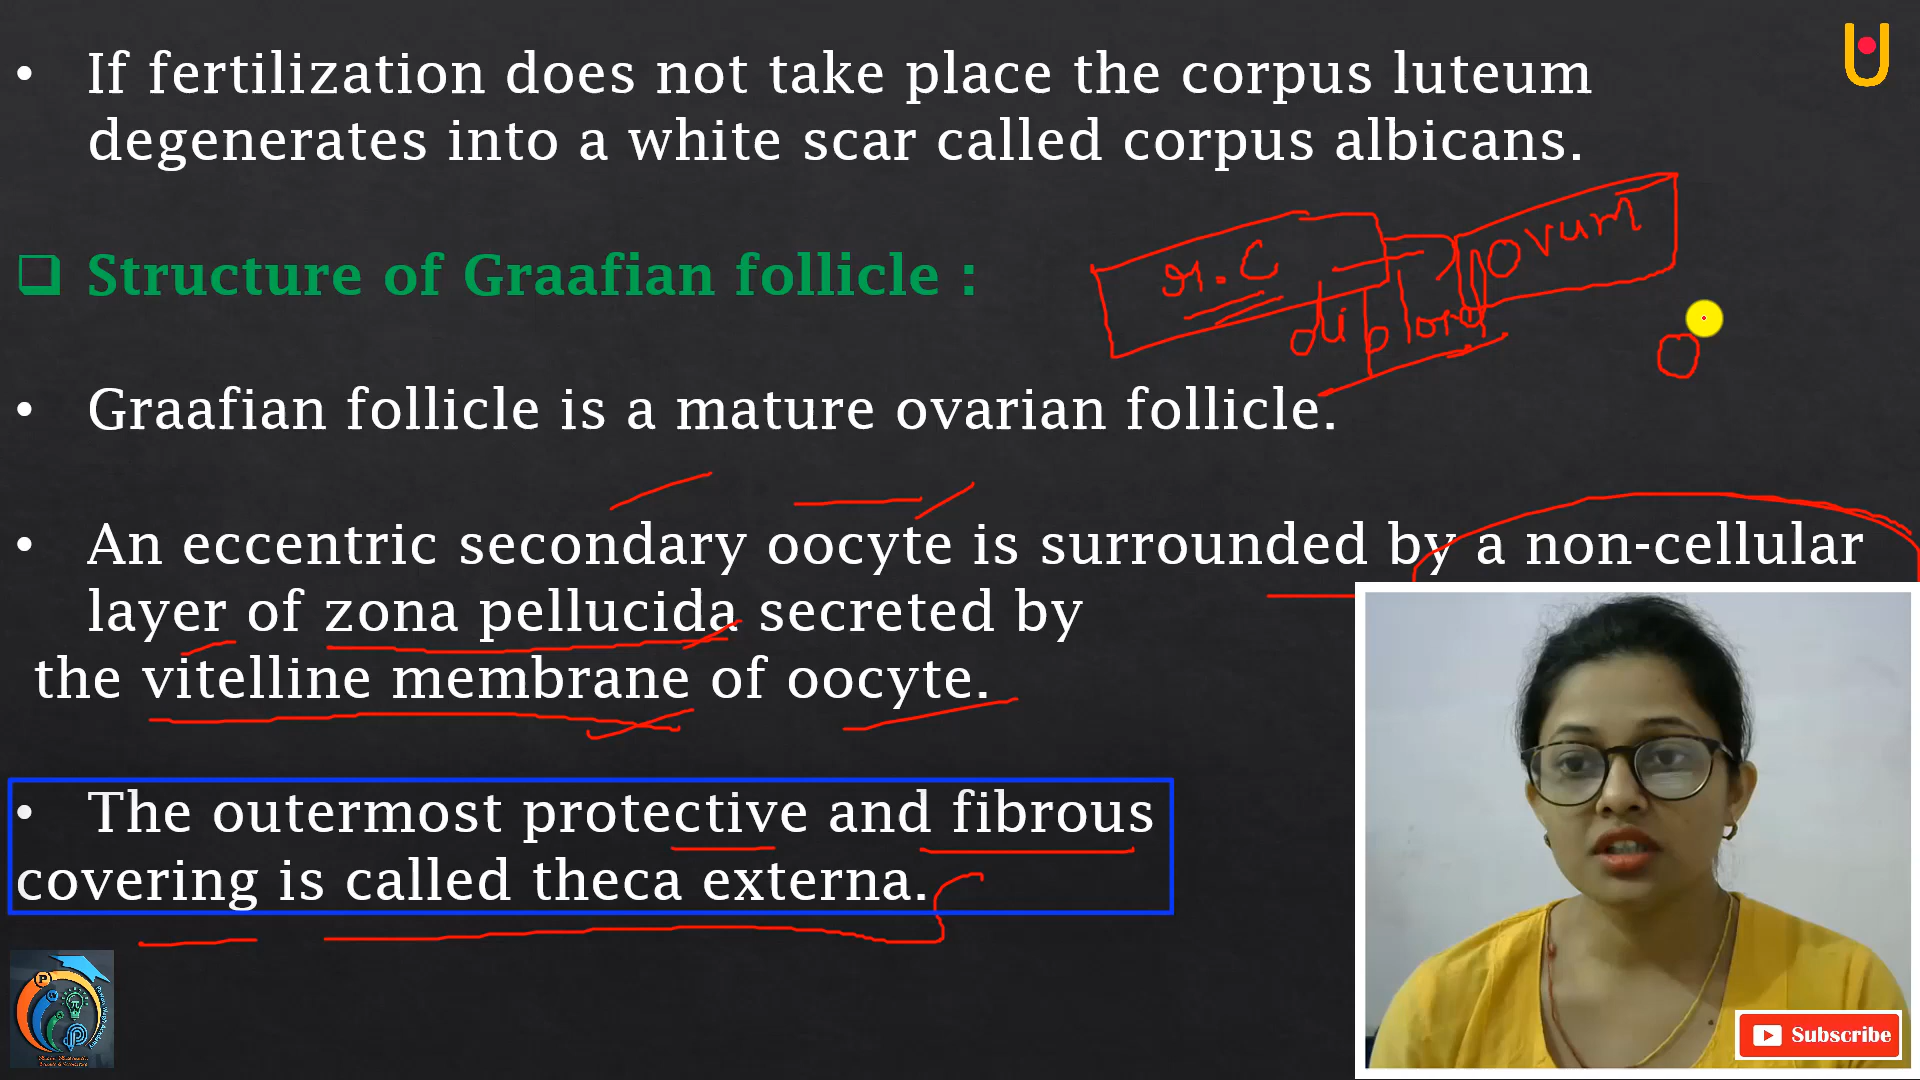 • If fertilization does not take place the corpus luteum
degenerates into a white scar called corpus albicans.
❑ Structure of Graafian follicle :
ovum
• Graafian follicle is a mature ovarian follicle.
• An eccentric secondary oocyte is surrounded by a non-cellular
layer of zona pellucida secreted by
the vitelline membrane of oocyte.
• The outermost protective and fibrous
covering is called theca externa.
Subscribe